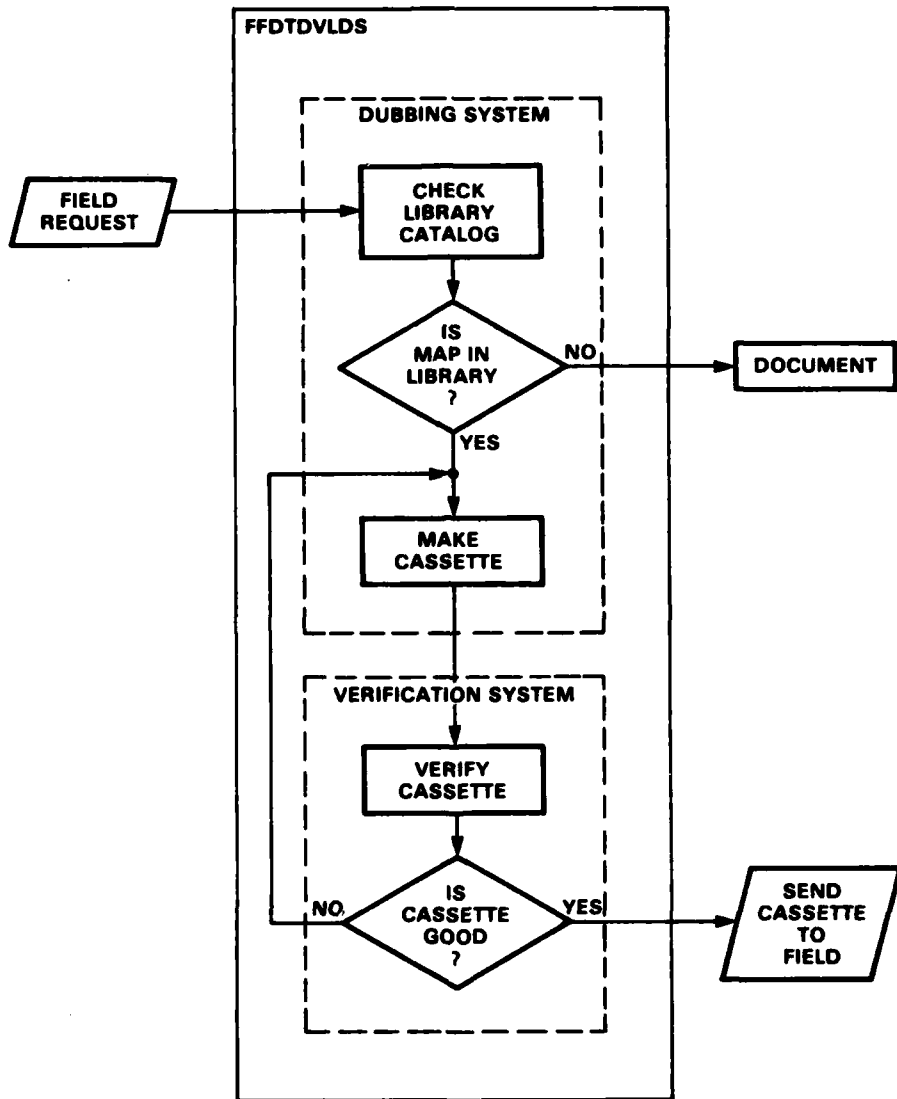 FFDTDVLDS
DUBBING SYSTEM
FIELD
REQUEST
CHECK
LIBRARY
CATALOG
IS
MAP IN
LIBRARY
?
NO
DOCUMENT
YES
MAKE
CASSETTE
VERIFICATION SYSTEM
VERIFY
CASSETTE
IS
CASSETTE
GOOD
?
NO
YES
SEND
CASSETTE
TO
FIELD